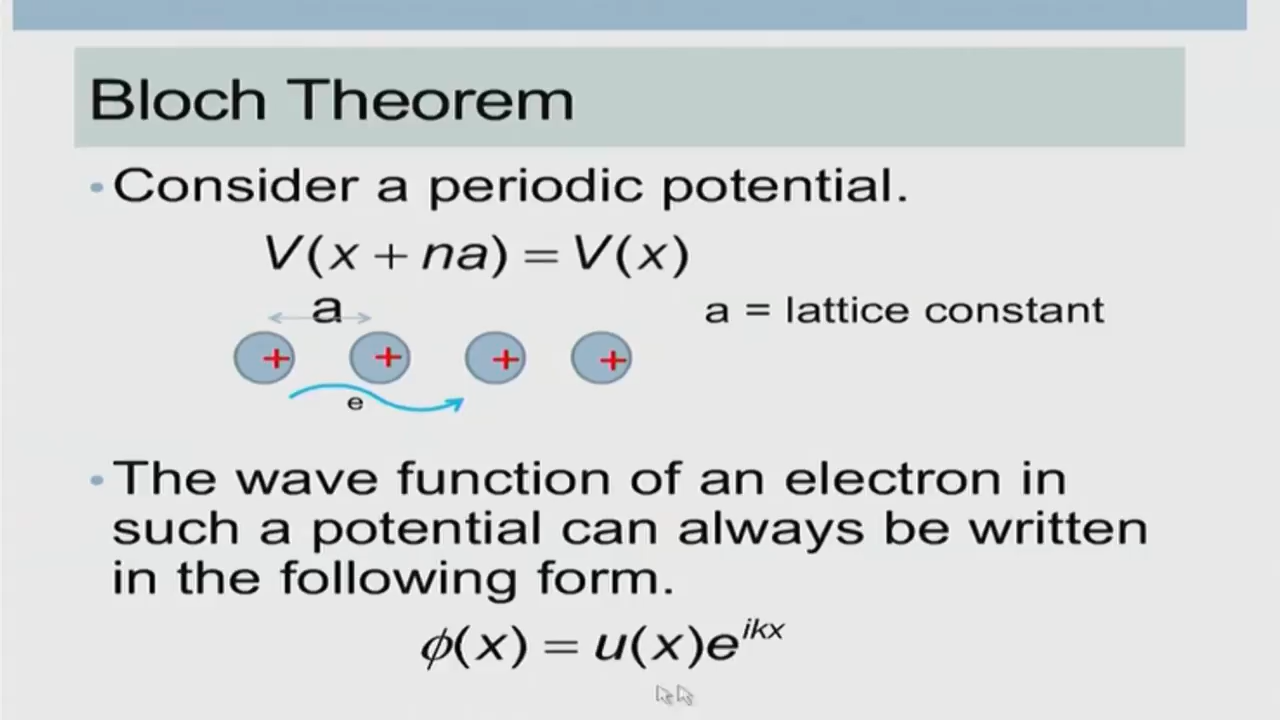 Bloch Theorem
• Consider a periodic potential.
V(x + na) = V(x)
a
a = lattice constant
+ + + +
e
• The wave function of an electron in
such a potential can always be written
in the following form.
ϕ(x) = u(x)e^{ikx}